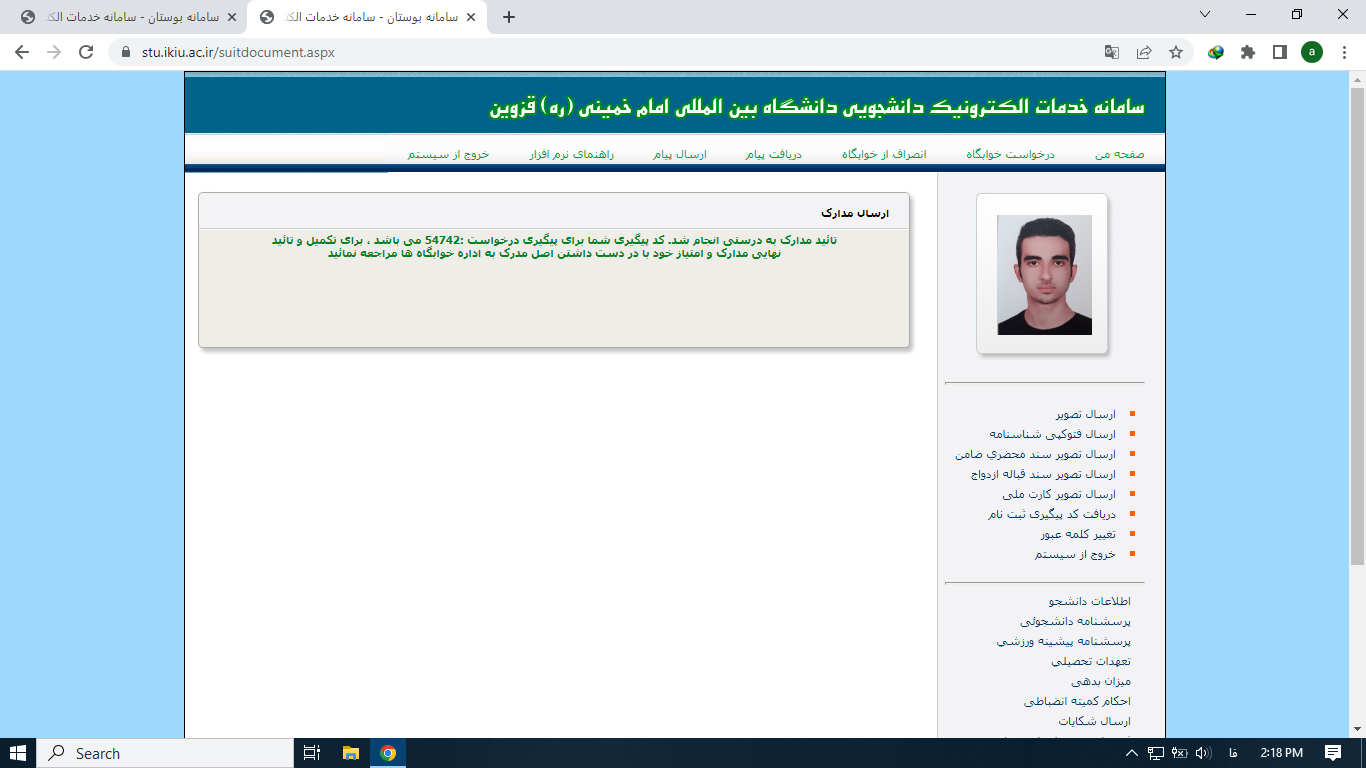 سامانه بوستان - سامانه خدمات الک
سامانه بوستان - سامانه خدمات الک
stu.ikiu.ac.ir/suitdocument.aspx
a
سامانه خدمات الکترونیک دانشجویی دانشگاه بین المللی امام خمینی (ره) قزوین
صفحه من
درخواست خوابگاه
انصراف از خوابگاه
دریافت پیام
ارسال پیام
راهنمای نرم افزار
خروج از سیستم
ارسال مدارک
تائید مدارک به درستی انجام شد. کد پیگیری شما برای پیگیری درخواست :54742 می باشد ، برای تکمیل و تائید
نهایی مدارک و امتیاز خود با در دست داشتن اصل مدرک به اداره خوابگاه ها مراجعه نمائید
ارسال تصویر
ارسال فتوکپی شناسنامه
ارسال تصویر سند محضري ضامن
ارسال تصویر سند قباله ازدواج
ارسال تصویر کارت ملی
دریافت کد پیگیری ثبت نام
تغییر کلمه عبور
خروج از سیستم
اطلاعات دانشجو
پرسشنامه دانشجوئی
پرسشنامه پیشینه ورزشي
تعهدات تحصیلي
میزان بدهی
احکام کمیته انضباطی
ارسال شکایات
Search
فا
2:18 PM